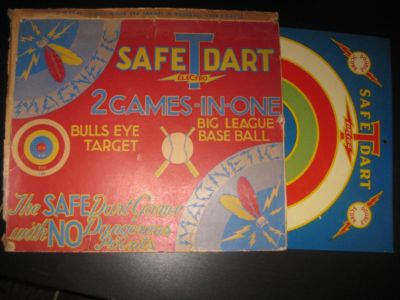 SAFE T DART
ELECTRO
MAGNETIC
2 GAMES-IN-ONE
BULLS EYE
TARGET
BIG LEAGUE
BASE BALL
MAGNETIC
The SAFE Dart Game
with NO Dangerous
Points
SAFE T DART